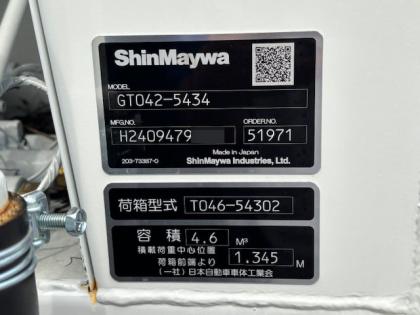 ShinMaywa
MODEL
GT042-5434
MFG.NO. ORDER.NO.
H2409479 51971
Made in Japan
203-73387-0 ShinMaywa Industries, Ltd.
荷箱型式 T046-54302
容積 4.6 M³
積載荷重中心位置
荷箱前端より 1.345 M
(一社)日本自動車車体工業会